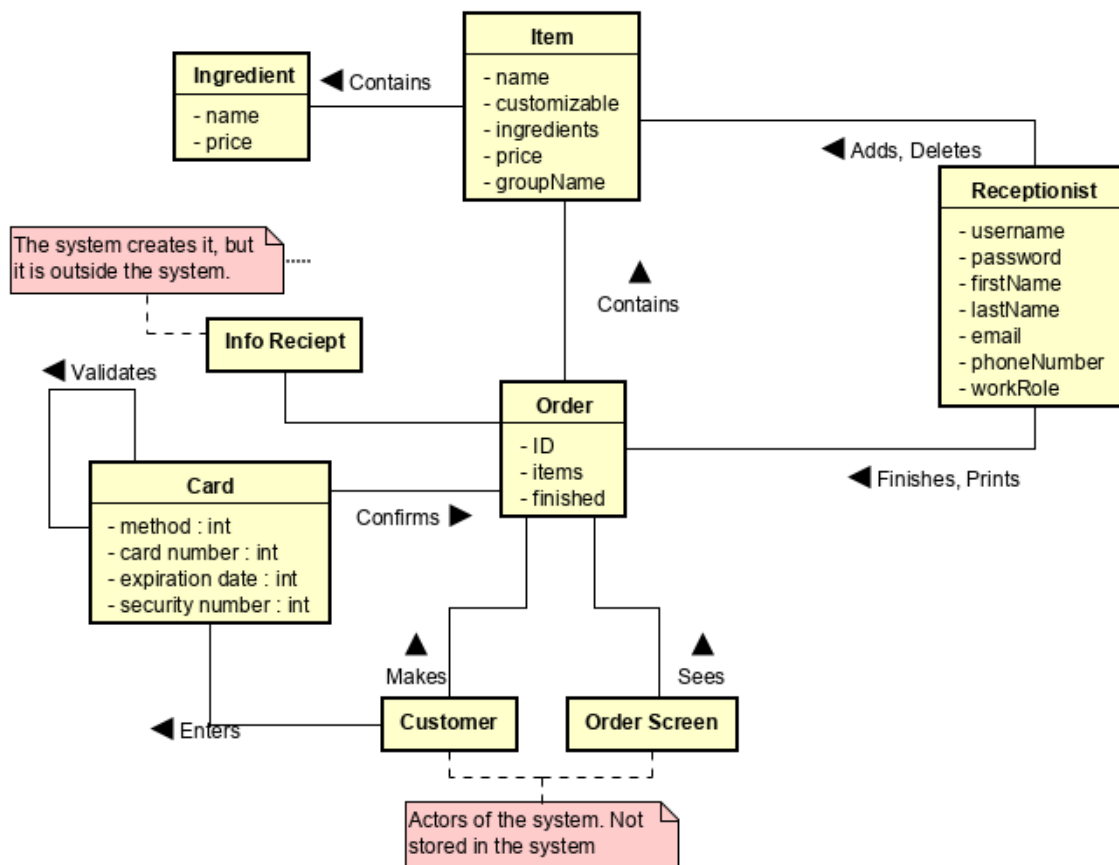 Item
- name
- customizable
- ingredients
- price
- groupName
Ingredient
- name
- price
Contains
Adds, Deletes
Receptionist
- username
- password
- firstName
- lastName
- email
- phoneNumber
- workRole
The system creates it, but
it is outside the system.
Contains
Info Reciept
Validates
Order
- ID
- items
- finished
Finishes, Prints
Card
- method : int
- card number : int
- expiration date : int
- security number : int
Confirms
Makes
Sees
Customer
Order Screen
Enters
Actors of the system. Not
stored in the system